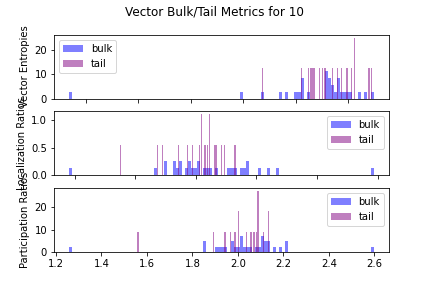 Vector Bulk/Tail Metrics for 10
Vector Entropies
20
0
bulk
tail
Localization Ratios
1.0
0.5
0.0
bulk
tail
Participation Ratios
20
10
0
bulk
tail
1.2 1.4 1.6 1.8 2.0 2.2 2.4 2.6